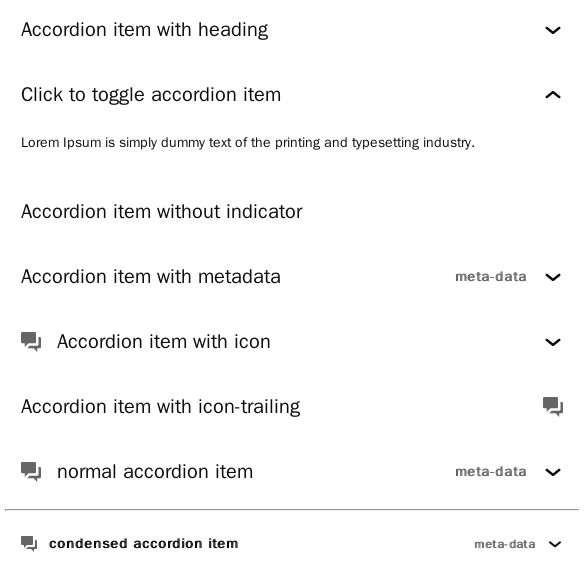 Accordion item with heading
Click to toggle accordion item
Lorem Ipsum is simply dummy text of the printing and typesetting industry.
Accordion item without indicator
Accordion item with metadata meta-data
Accordion item with icon
Accordion item with icon-trailing
normal accordion item meta-data
condensed accordion item meta-data